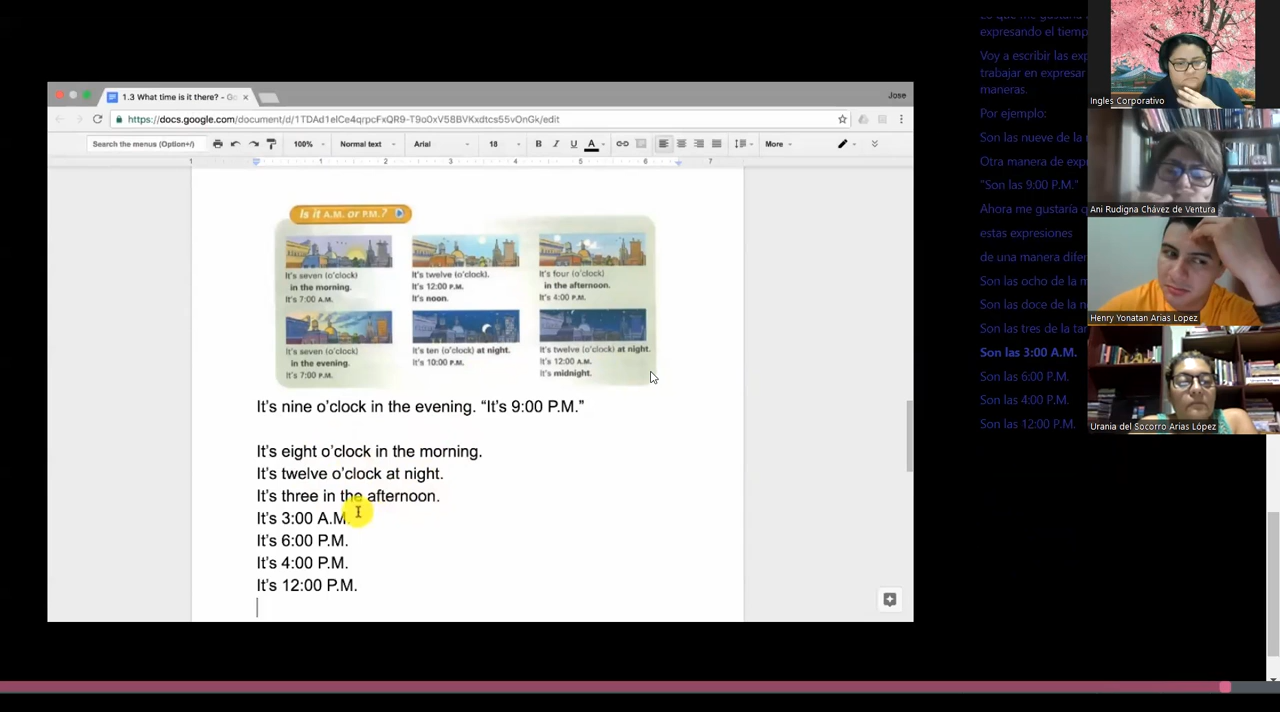 1.3 What time is it there? - Go
Jose
https://docs.google.com/document/d/1TDAd1eICe4qrpcFxQR9-T9o0xV58BVKxdtcs55vOnGk/edit
Search the menus (Option+/)
100%
Normal text
Arial
18
B I U A
More
1 1 2 3 4 5 6 7
Is it A.M. or P.M.?
It's seven (o'clock)
in the morning.
It's 7:00 A.M.
It's twelve (o'clock).
It's 12:00 P.M.
It's noon.
It's four (o'clock)
in the afternoon.
It's 4:00 P.M.
It's seven (o'clock)
in the evening.
It's 7:00 P.M.
It's ten (o'clock) at night.
It's 10:00 P.M.
It's twelve (o'clock) at night.
It's 12:00 A.M.
It's midnight.
It's nine o'clock in the evening. “It's 9:00 P.M.”
It's eight o'clock in the morning.
It's twelve o'clock at night.
It's three in the afternoon.
It's 3:00 A.M.
It's 6:00 P.M.
It's 4:00 P.M.
It's 12:00 P.M.
expresando el tiemp
Voy a escribir las exp
trabajar en expresar
maneras.
Por ejemplo:
Son las nueve de la
Otra manera de exp
"Son las 9:00 P.M."
Ahora me gustaría q
estas expresiones
de una manera difer
Son las ocho de la m
Son las doce de la n
Son las tres de la tar
Son las 3:00 A.M.
Son las 6:00 P.M.
Son las 4:00 P.M.
Son las 12:00 P.M.
Ingles Corporativo
Ani Rudigna Chávez de Ventura
Henry Yonatan Arias Lopez
Urania del Socorro Arias López